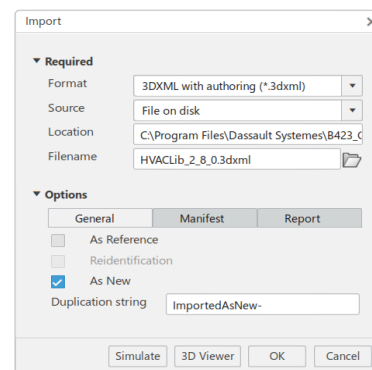 Import
Required
Format 3DXML with authoring (*.3dxml)
Source File on disk
Location C:\Program Files\Dassault Systemes\B423_
Filename HVACLib_2_8_0.3dxml
Options
General Manifest Report
As Reference
Reidentification
As New
Duplication string ImportedAsNew-
Simulate 3D Viewer OK Cancel